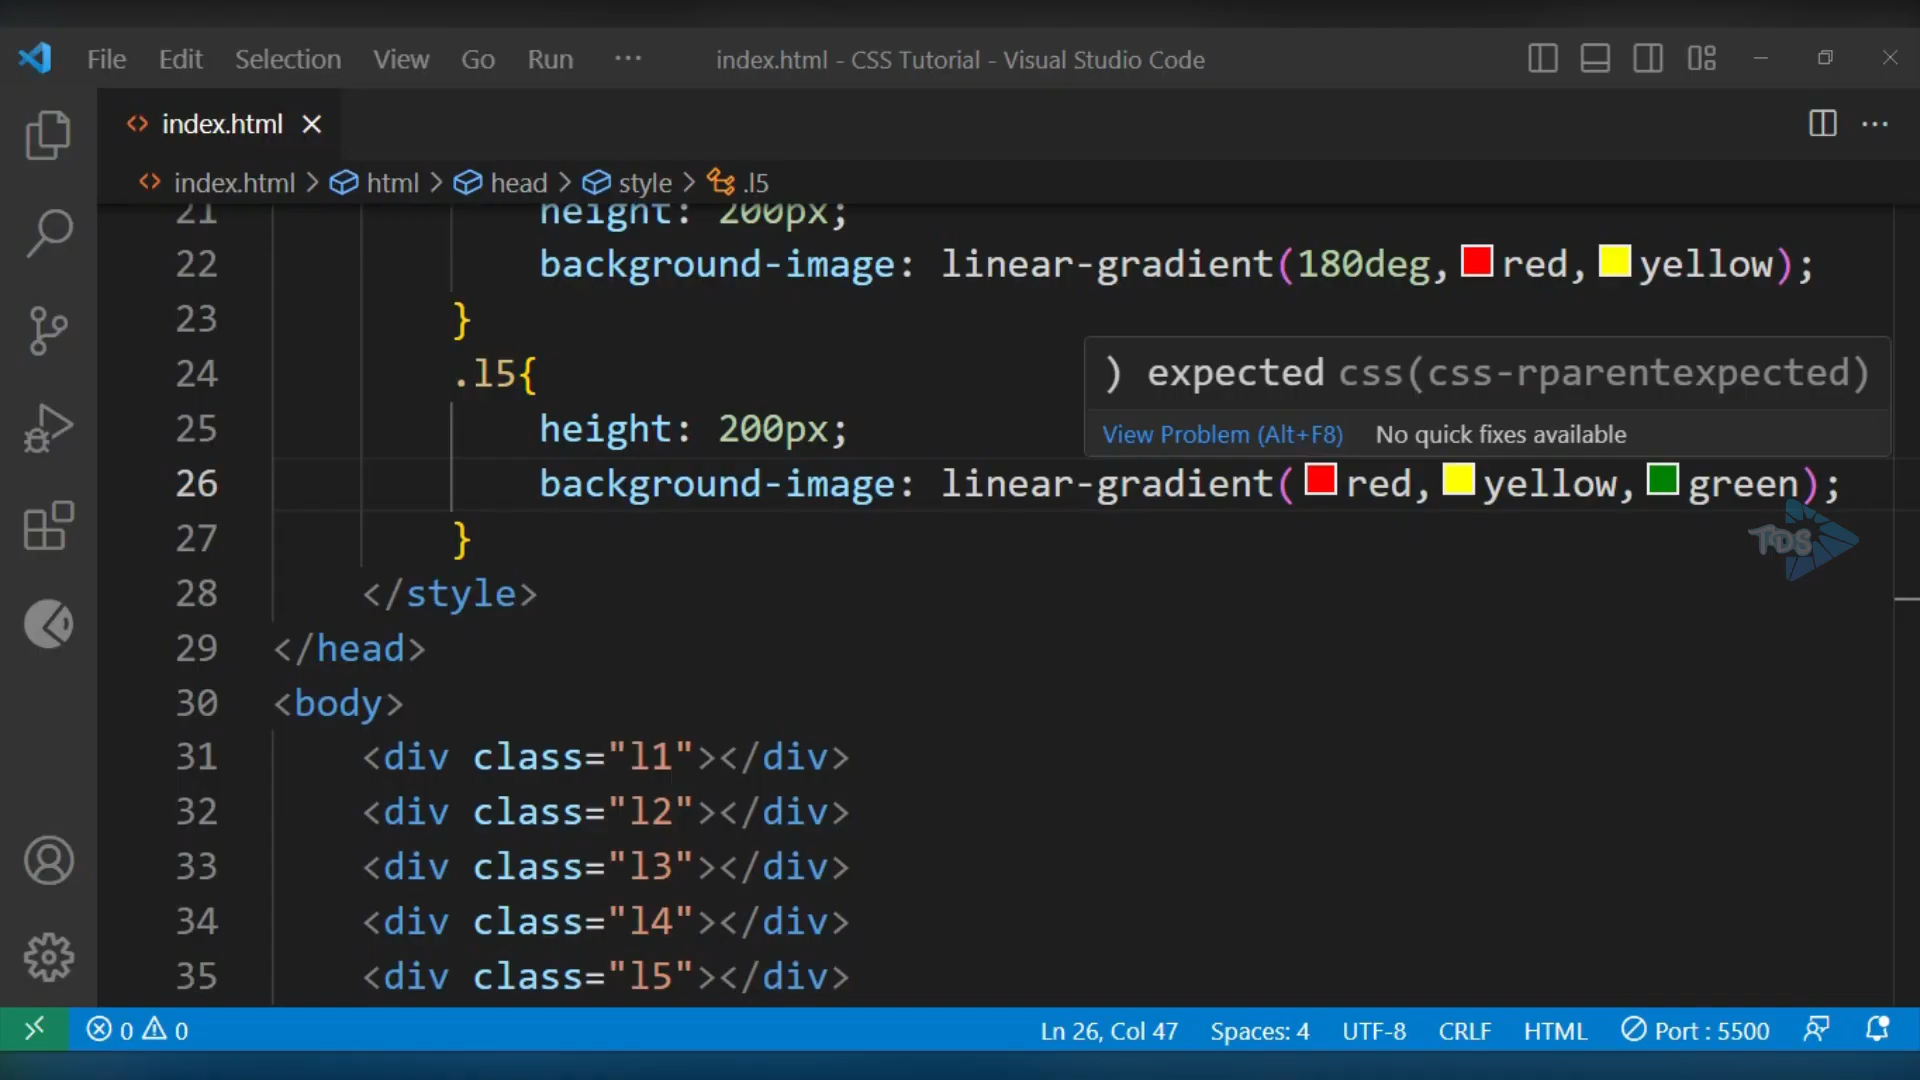 File Edit Selection View Go Run ··· index.html - CSS Tutorial - Visual Studio Code
index.html
index.html > html > head > style > .l5
21 height: 200px;
22 background-image: linear-gradient(180deg,red,yellow);
23 }
24 .l5{
) expected css(css-rparentexpected)
25 height: 200px;
View Problem (Alt+F8) No quick fixes available
26 background-image: linear-gradient(red,yellow,green);
TDS
27 }
28 </style>
29 </head>
30 <body>
31 <div class="l1"></div>
32 <div class="l2"></div>
33 <div class="l3"></div>
34 <div class="l4"></div>
35 <div class="l5"></div>
0 0 Ln 26, Col 47 Spaces: 4 UTF-8 CRLF HTML Port : 5500